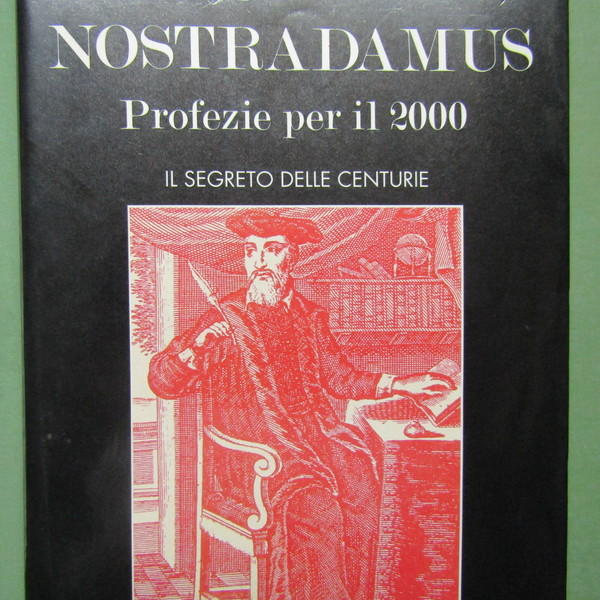 NOSTRADAMUS
Profezie per il 2000
IL SEGRETO DELLE CENTURIE